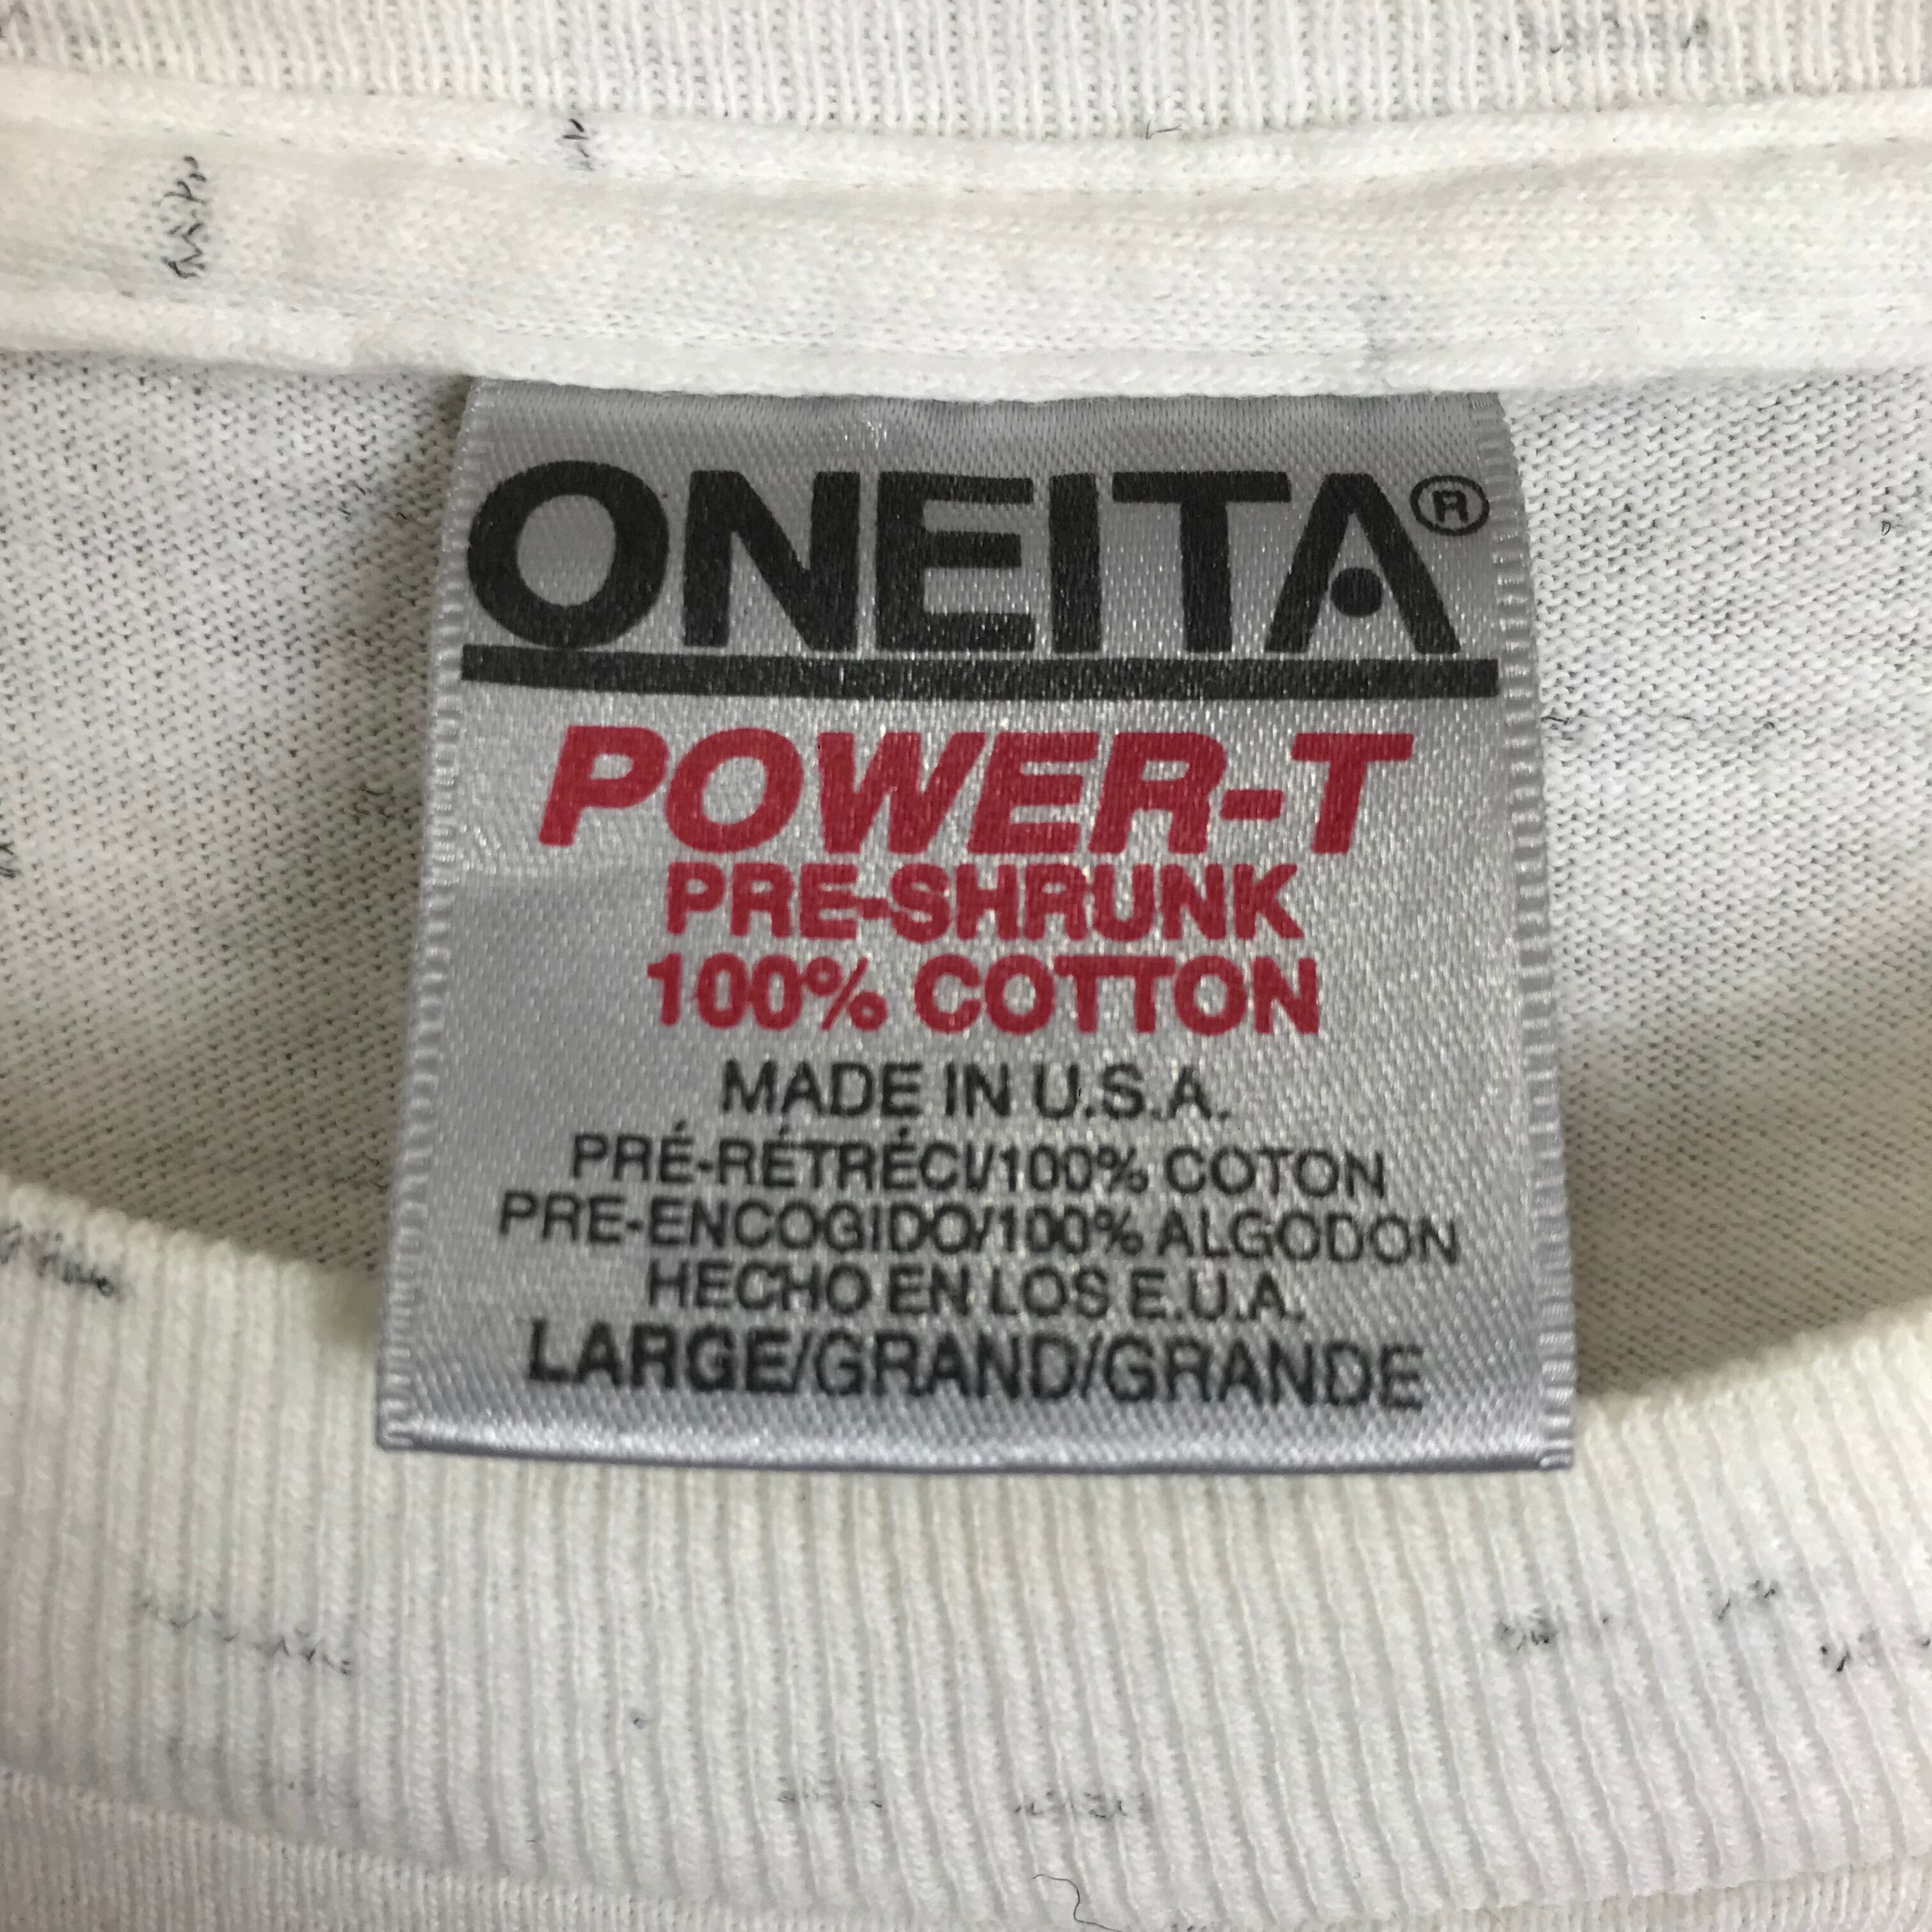 ONEITA®
POWER-T
PRE-SHRUNK
100% COTTON
MADE IN U.S.A.
PRÉ-RÉTRÉCI/100% COTON
PRE-ENCOGIDO/100% ALGODON
HECHO EN LOS E.U.A.
LARGE/GRAND/GRANDE